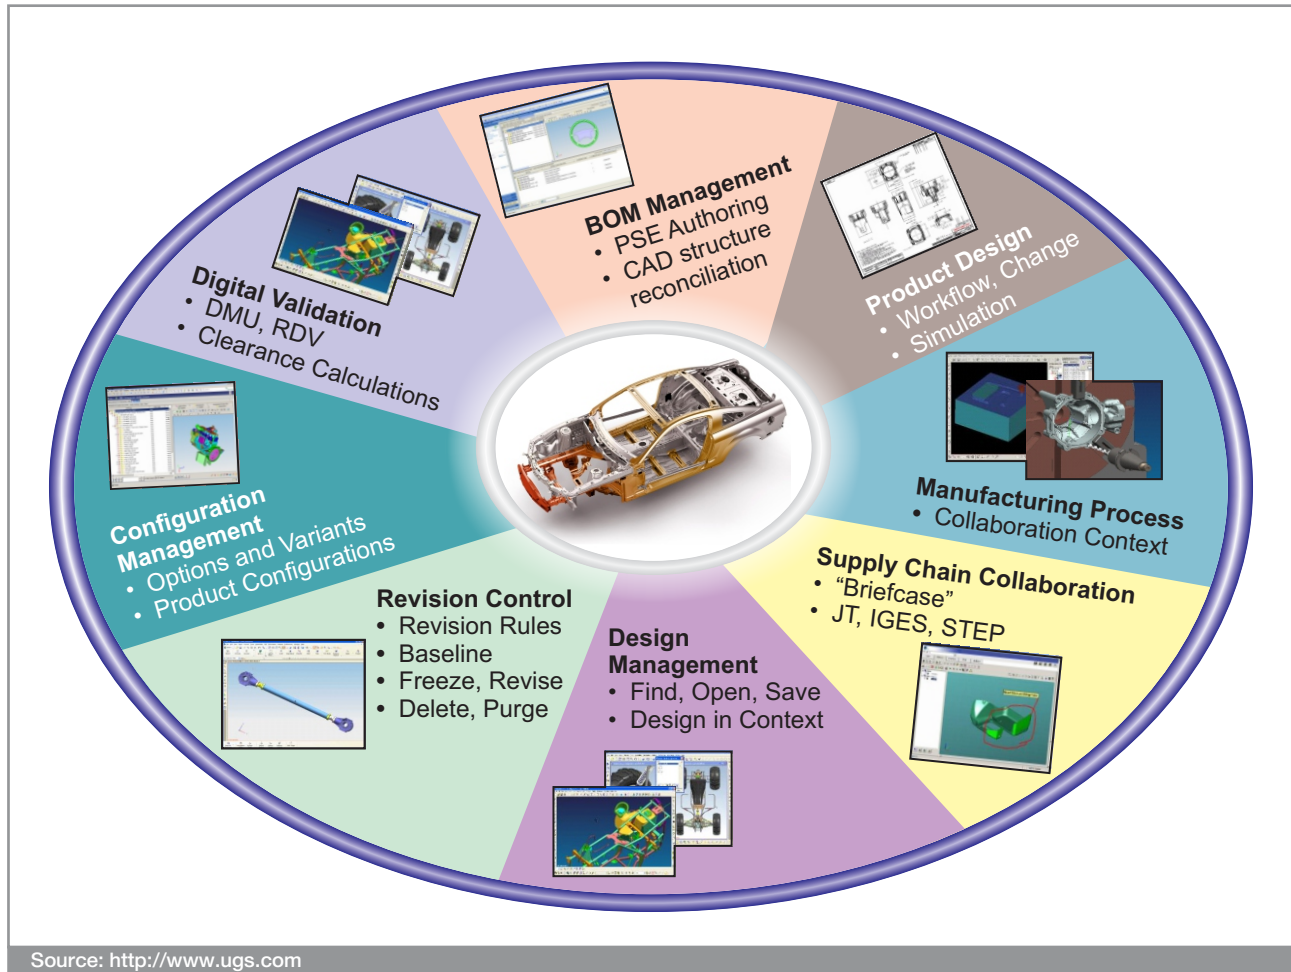 BOM Management
• PSE Authoring
• CAD structure
reconciliation
Product Design
• Workflow, Change
• Simulation
Manufacturing Process
• Collaboration Context
Supply Chain Collaboration
• “Briefcase”
• JT, IGES, STEP
Design
Management
• Find, Open, Save
• Design in Context
Revision Control
• Revision Rules
• Baseline
• Freeze, Revise
• Delete, Purge
Configuration
Management
• Options and Variants
• Product Configurations
Digital Validation
• DMU, RDV
• Clearance Calculations
Source: http://www.ugs.com